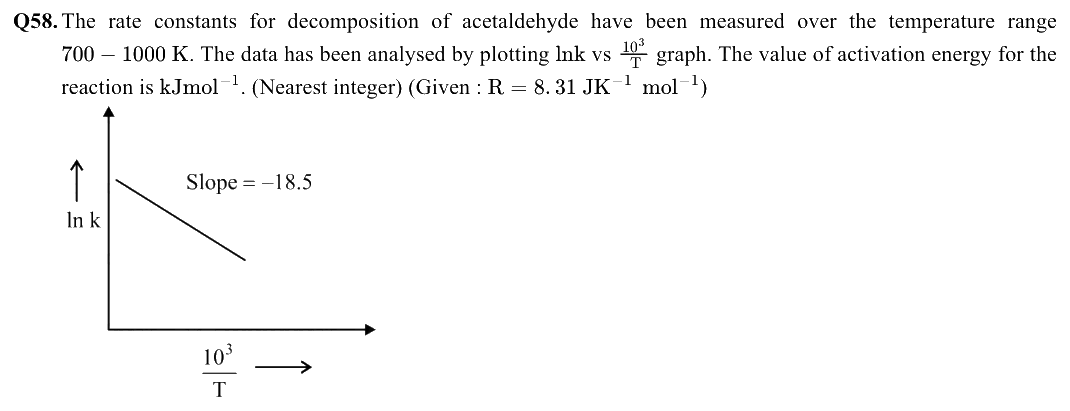 Q58. The rate constants for decomposition of acetaldehyde have been measured over the temperature range
700 − 1000 K. The data has been analysed by plotting lnk vs 10³/T graph. The value of activation energy for the
reaction is kJmol⁻¹. (Nearest integer) (Given : R = 8. 31 JK⁻¹ mol⁻¹)
Slope = −18.5
ln k
10³
T